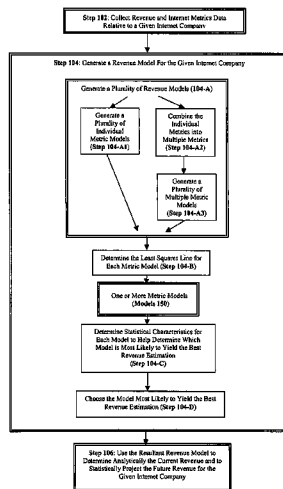 Step 102: Collect Revenue and Internet Metrics Data
Relative to a Given Internet Company
Step 104: Generate a Revenue Model For the Given Internet Company
Generate a Plurality of Revenue Models (104-A)
Generate a
Plurality of
Individual
Metric Models
(Step 104-A1)
Combine the
Individual
Metrics into
Multiple Metrics
(Step 104-A2)
Generate a
Plurality of
Multiple Metric
Models
(Step 104-A3)
Determine the Least Squares Line for
Each Metric Model (Step 104-B)
One or More Metric Models
(Models 150)
Determine Statistical Characteristics for
Each Model to Help Determine Which
Model is Most Likely to Yield the Best
Revenue Estimation
(Step 104-C)
Choose the Model Most Likely to Yield the Best
Revenue Estimation (Step 104-D)
Step 106: Use the Resultant Revenue Model to
Determine Analytically the Current Revenue and to
Statistically Project the Future Revenue for the
Given Internet Company